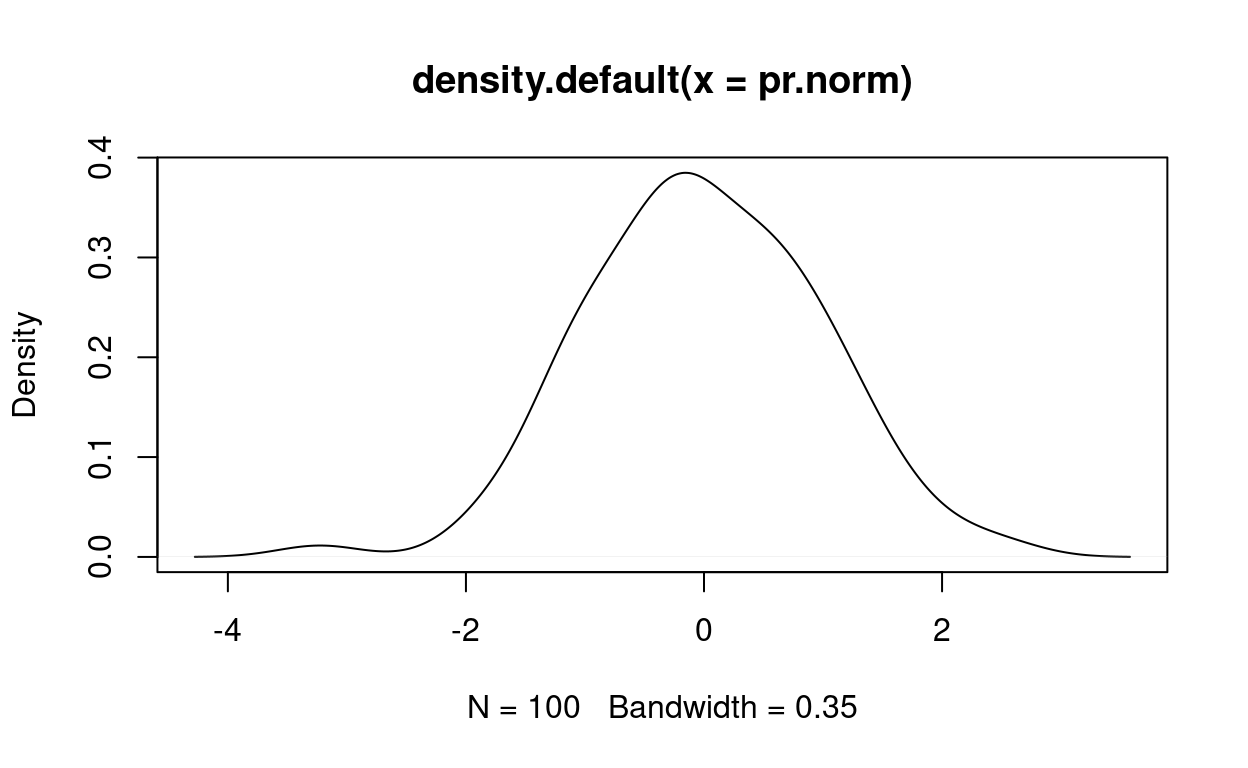 density.default(x = pr.norm)
Density
0.4
0.3
0.2
0.1
0.0
-4 -2 0 2
N = 100 Bandwidth = 0.35